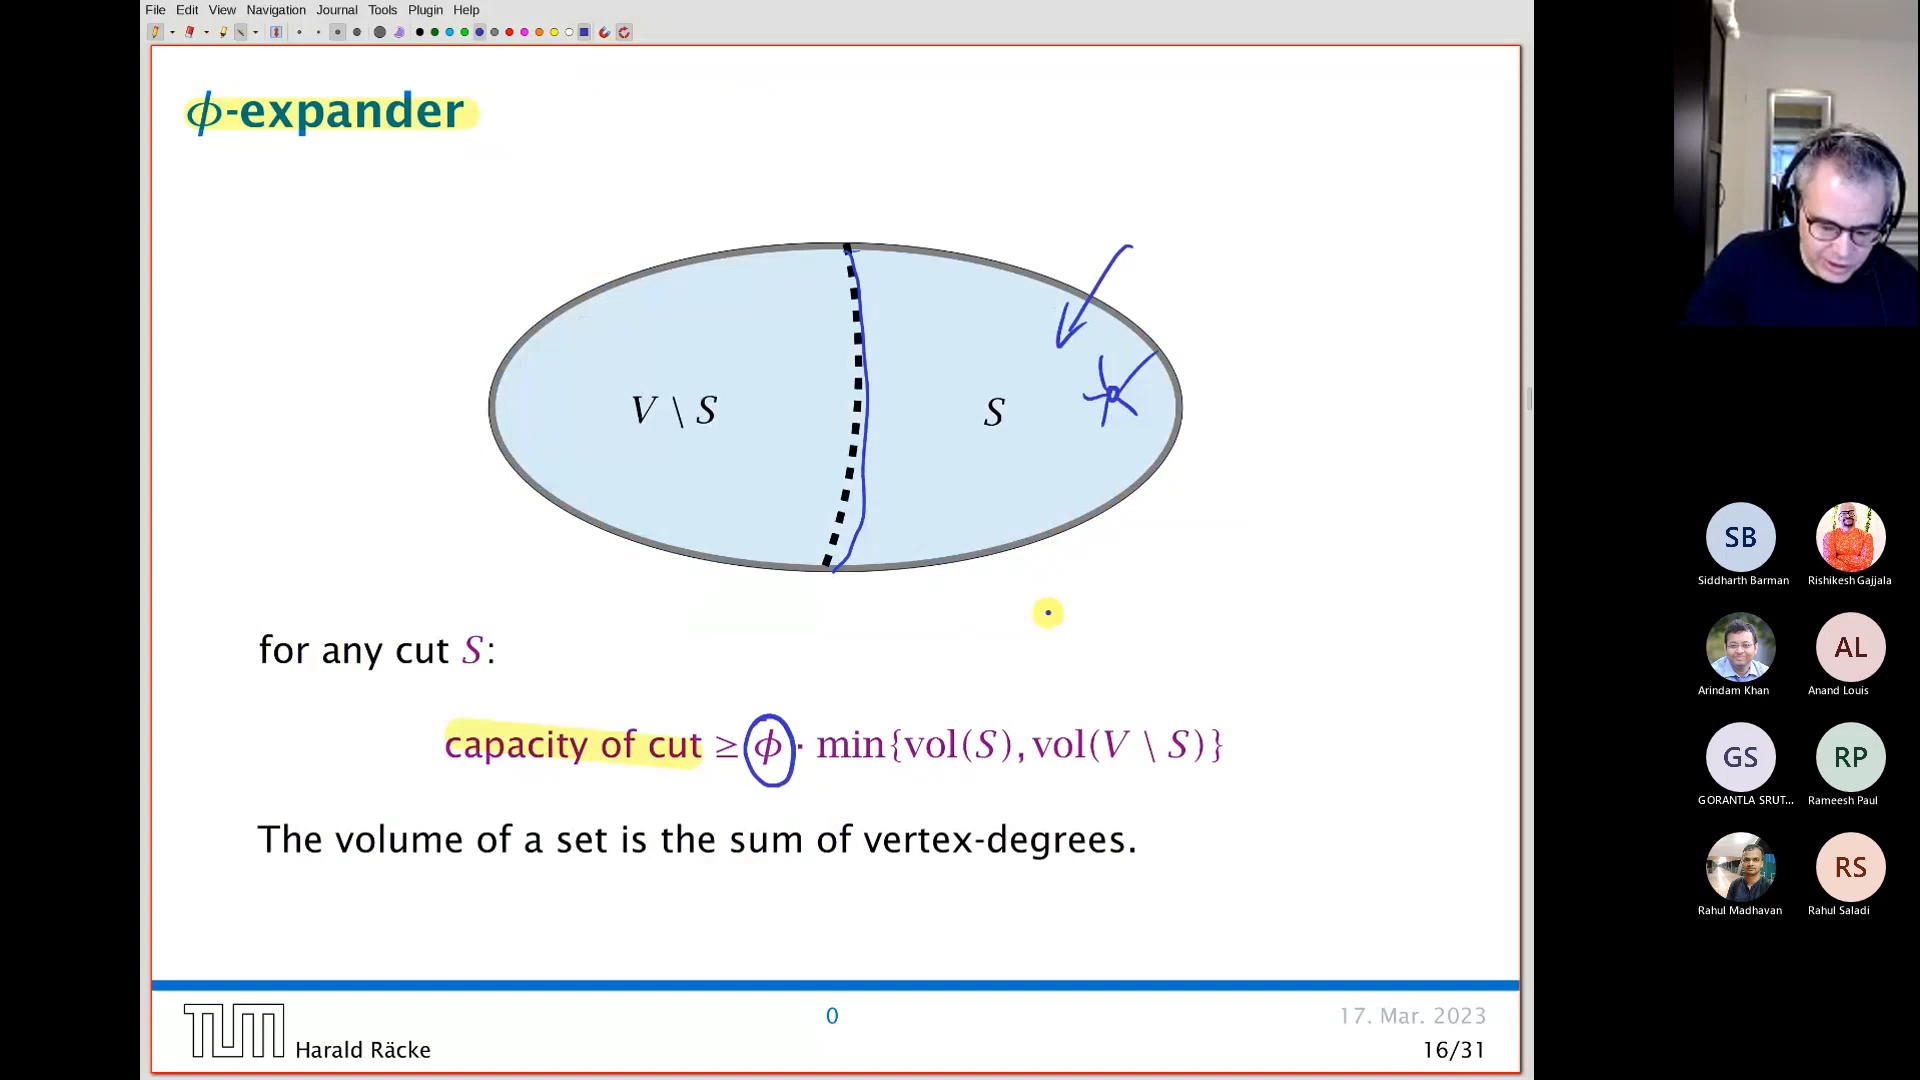 File Edit View Navigation Journal Tools Plugin Help
ϕ-expander
V \ S
S
for any cut S:
capacity of cut ≥ ϕ · min{vol(S), vol(V \ S)}
The volume of a set is the sum of vertex-degrees.
TUM
Harald Räcke
0
17. Mar. 2023
16/31
SB
Siddharth Barman
Rishikesh Gajjala
Arindam Khan
AL
Anand Louis
GS
GORANTLA SRUT...
RP
Rameesh Paul
Rahul Madhavan
RS
Rahul Saladi